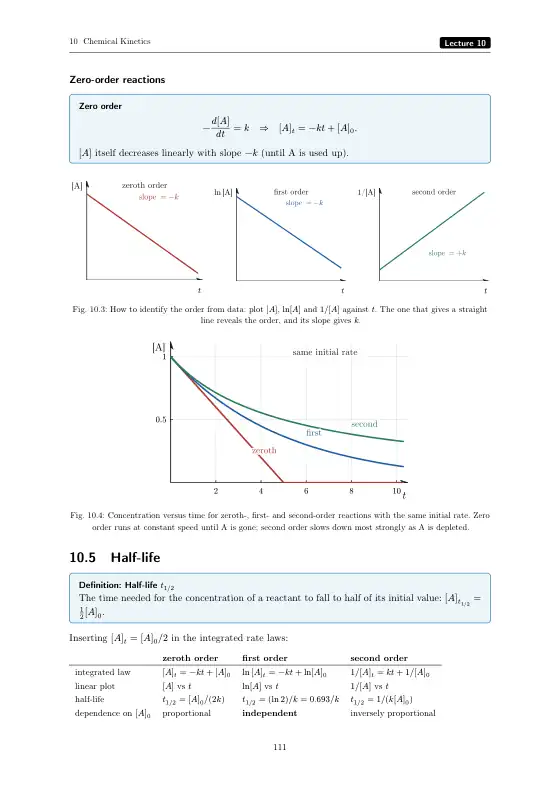 10 Chemical Kinetics
Lecture 10
Zero-order reactions
Zero order
−d[A]/dt = k ⇒ [A]ₜ = −kt + [A]₀.
[A] itself decreases linearly with slope −k (until A is used up).
[A]
zeroth order
slope = −k
t
ln [A]
first order
slope = −k
t
1/[A]
second order
slope = +k
t
Fig. 10.3: How to identify the order from data: plot [A], ln[A] and 1/[A] against t. The one that gives a straight
line reveals the order, and its slope gives k.
[A]
same initial rate
1
0.5
second
first
zeroth
2 4 6 8 10 t
Fig. 10.4: Concentration versus time for zeroth-, first- and second-order reactions with the same initial rate. Zero
order runs at constant speed until A is gone; second order slows down most strongly as A is depleted.
10.5 Half-life
Definition: Half-life t₁/₂
The time needed for the concentration of a reactant to fall to half of its initial value: [A]ₜ₁/₂ =
½[A]₀.
Inserting [A]ₜ = [A]₀/2 in the integrated rate laws:
zeroth order first order second order
integrated law [A]ₜ = −kt + [A]₀ ln [A]ₜ = −kt + ln[A]₀ 1/[A]ₜ = kt + 1/[A]₀
linear plot [A] vs t ln[A] vs t 1/[A] vs t
half-life t₁/₂ = [A]₀/(2k) t₁/₂ = (ln 2)/k = 0.693/k t₁/₂ = 1/(k[A]₀)
dependence on [A]₀ proportional independent inversely proportional
111